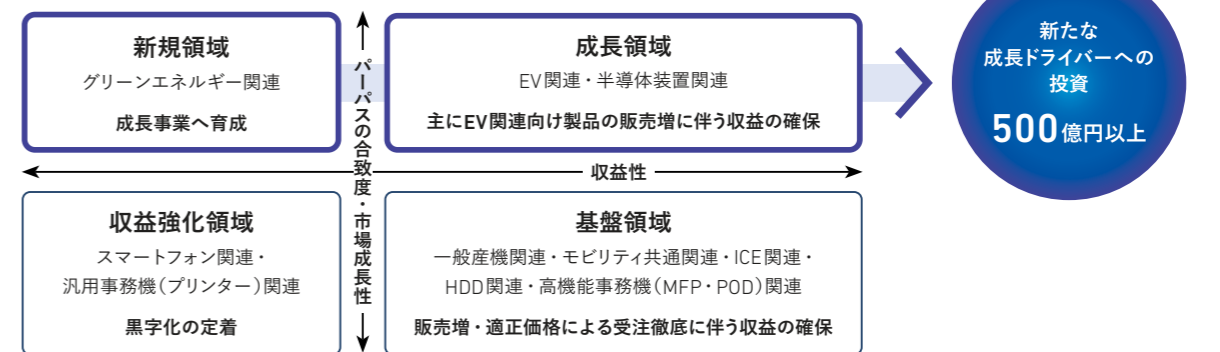 新規領域
グリーンエネルギー関連
成長事業へ育成
成長領域
EV関連・半導体装置関連
主にEV関連向け製品の販売増に伴う収益の確保
新たな
成長ドライバーへの
投資
500億円以上
パーパスの合致度・市場成長性
収益性
収益強化領域
スマートフォン関連・
汎用事務機（プリンター）関連
黒字化の定着
基盤領域
一般産機関連・モビリティ共通関連・ICE関連・
HDD関連・高機能事務機（MFP・POD）関連
販売増・適正価格による受注徹底に伴う収益の確保